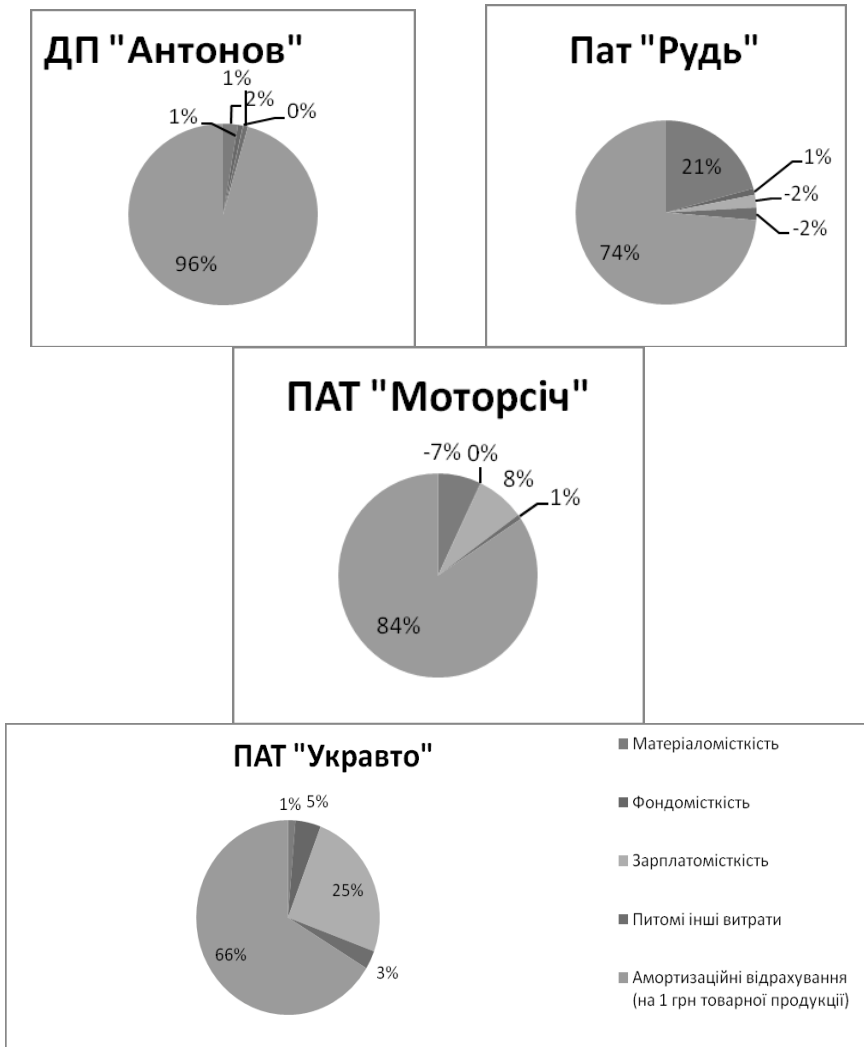 ДП "Антонов"
1%
2%
1%
0%
96%
Пат "Рудь"
21%
1%
-2%
-2%
74%
ПАТ "Моторсіч"
-7% 0%
8%
1%
84%
ПАТ "Укравто"
1% 5%
25%
66%
3%
Матеріаломісткість
Фондомісткість
Зарплатомісткість
Питомі інші витрати
Амортизаційні відрахування
(на 1 грн товарної продукції)